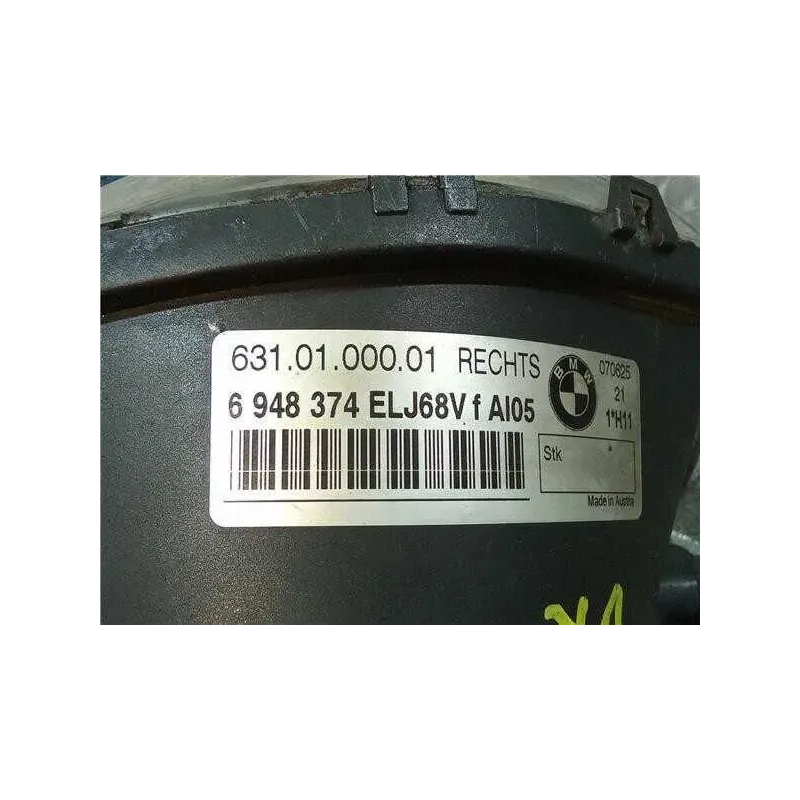 631.01.000.01 RECHTS
6 948 374 ELJ68V f AI05
BMW
070625
21
1*H11
Stk
Made in Austria